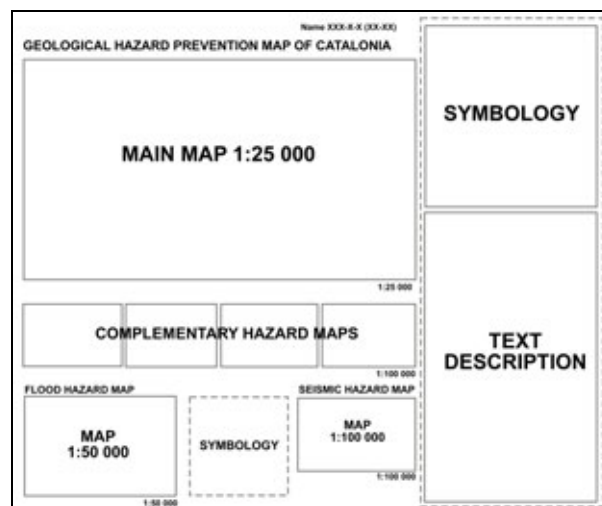 Name XXX-X-X (XX-XX)
GEOLOGICAL HAZARD PREVENTION MAP OF CATALONIA
MAIN MAP 1:25 000
1:25 000
COMPLEMENTARY HAZARD MAPS
1:100 000
FLOOD HAZARD MAP
MAP
1:50 000
1:50 000
SYMBOLOGY
SEISMIC HAZARD MAP
MAP
1:100 000
1:100 000
SYMBOLOGY
TEXT
DESCRIPTION